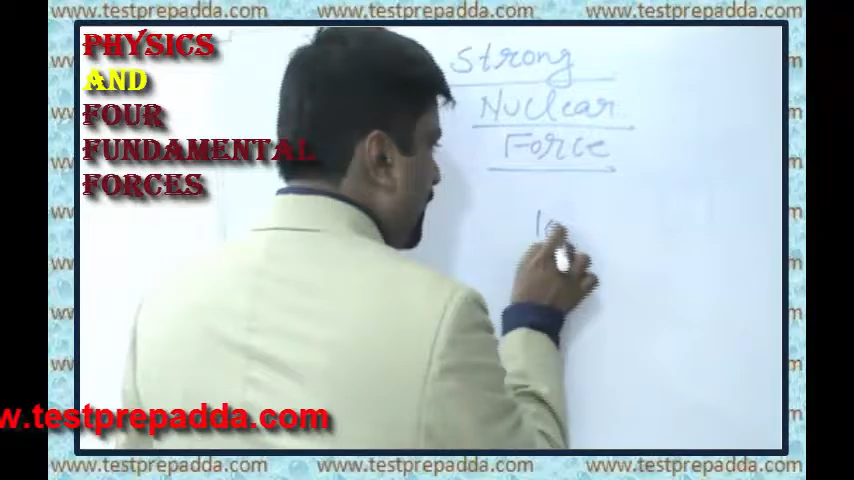 www.testprepadda.com www.testprepadda.com www.testprepadda.com
PHYSICS
AND
FOUR
FUNDAMENTAL
FORCES
Strong
Nuclear
Force
w.testprepadda.com
www.testprepadda.com www.testprepadda.com www.testprepadda.com